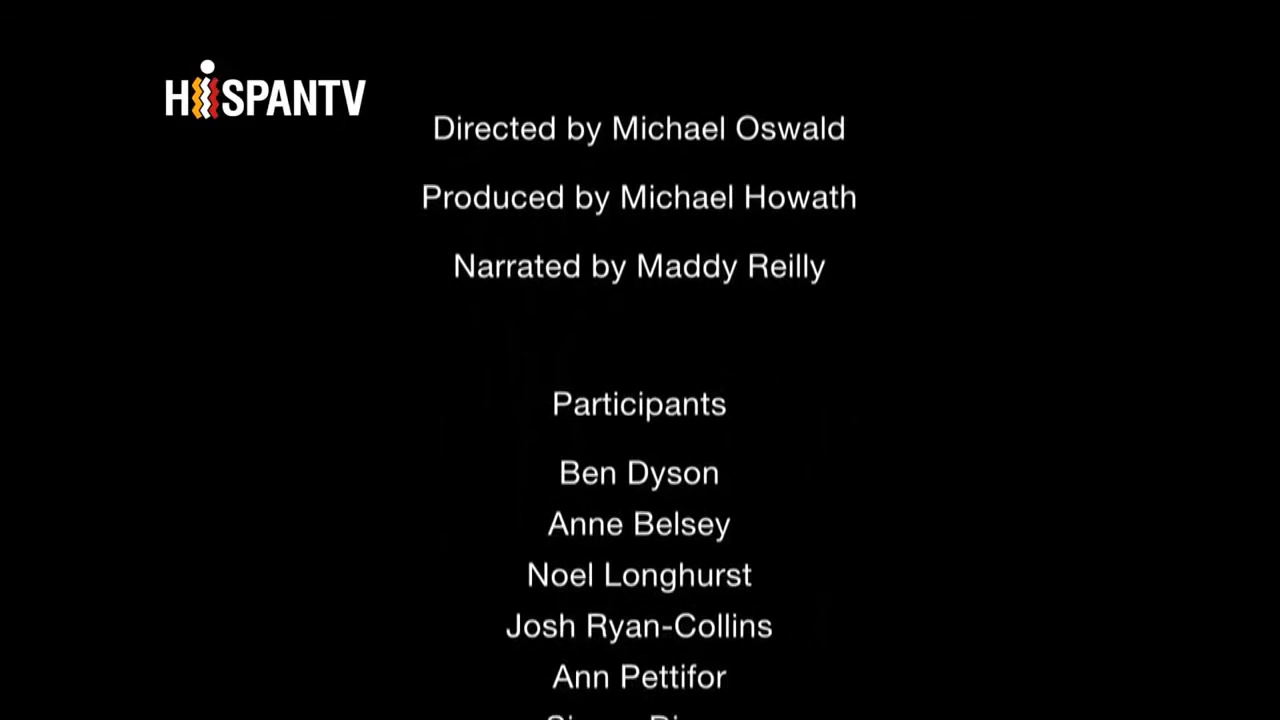 HiSPANTV
Directed by Michael Oswald
Produced by Michael Howath
Narrated by Maddy Reilly
Participants
Ben Dyson
Anne Belsey
Noel Longhurst
Josh Ryan-Collins
Ann Pettifor